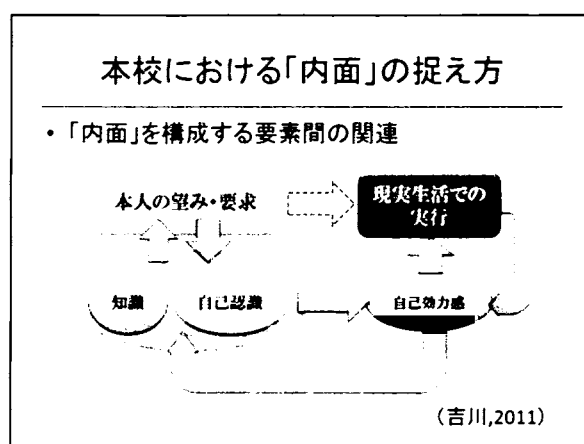 本校における「内面」の捉え方
・「内面」を構成する要素間の関連
本人の望み・要求
現実生活での
実行
知識
自己認識
自己効力感
(吉川,2011)